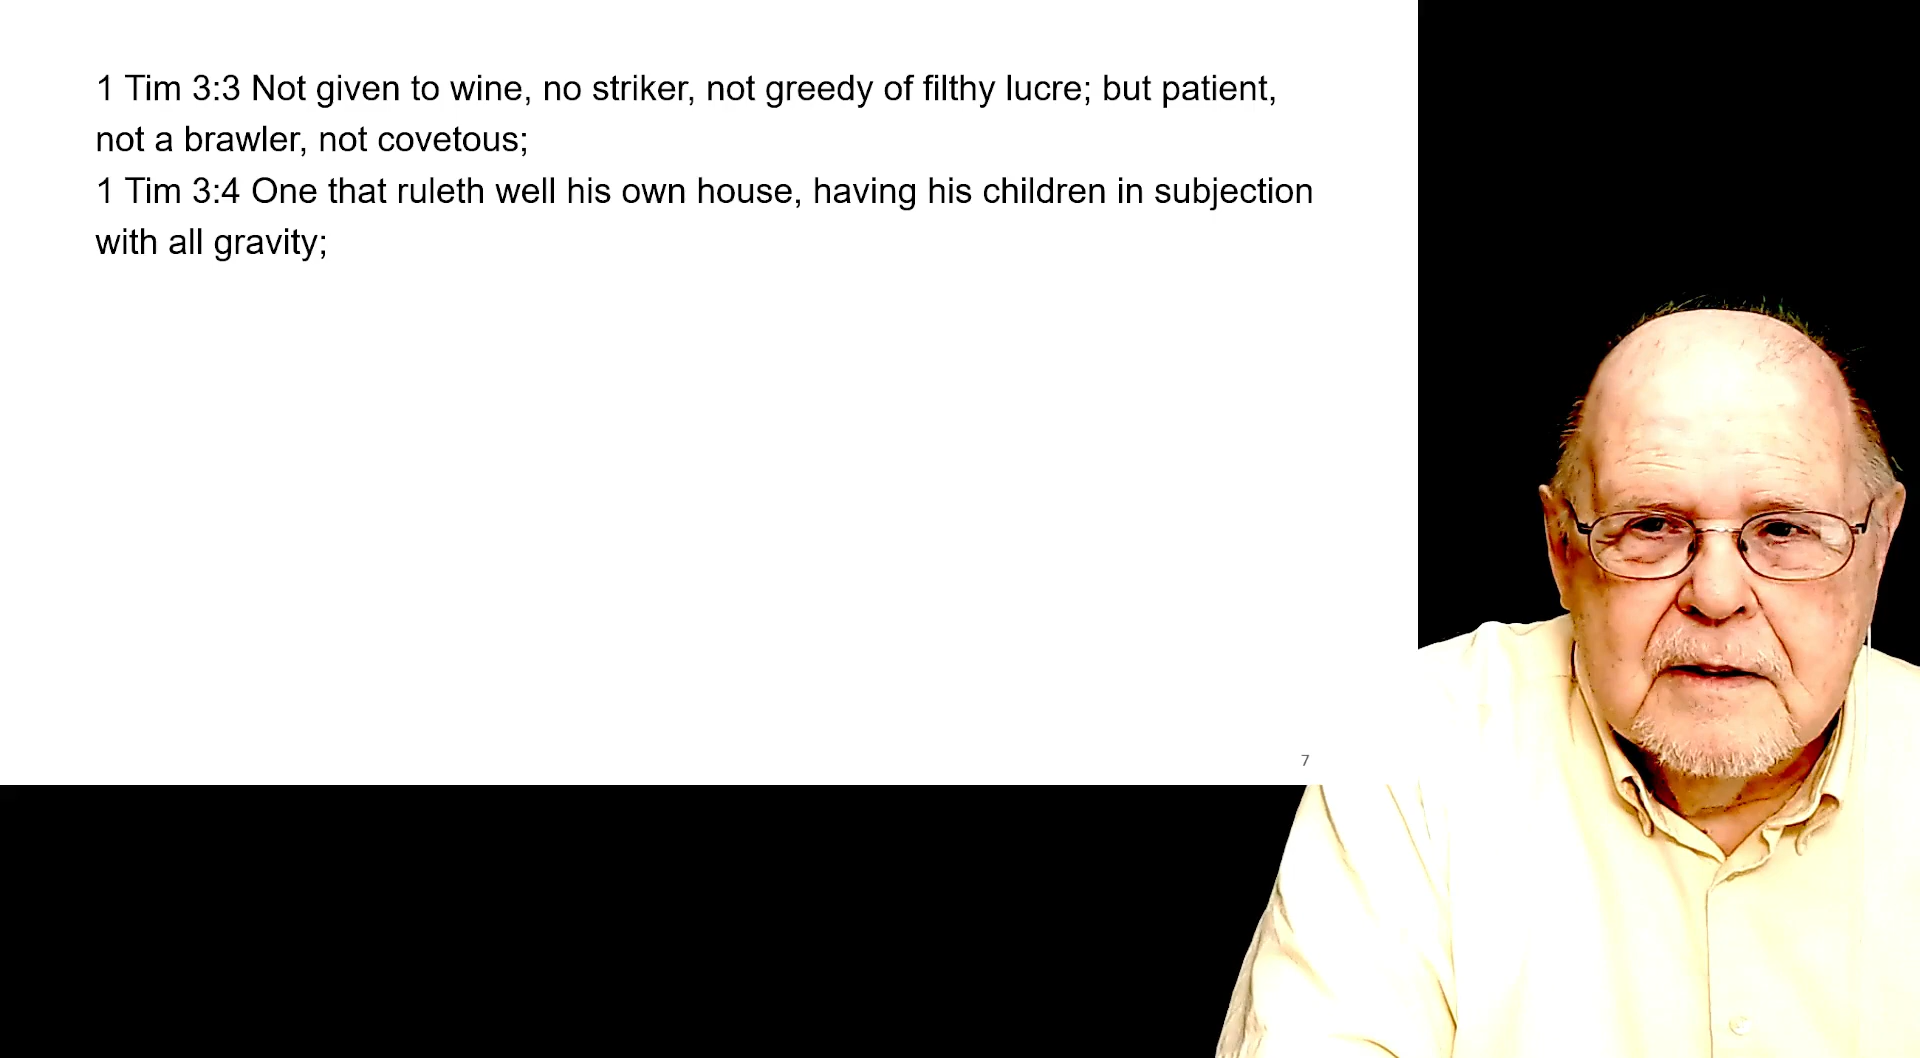 1 Tim 3:3 Not given to wine, no striker, not greedy of filthy lucre; but patient,
not a brawler, not covetous;
1 Tim 3:4 One that ruleth well his own house, having his children in subjection
with all gravity;
7